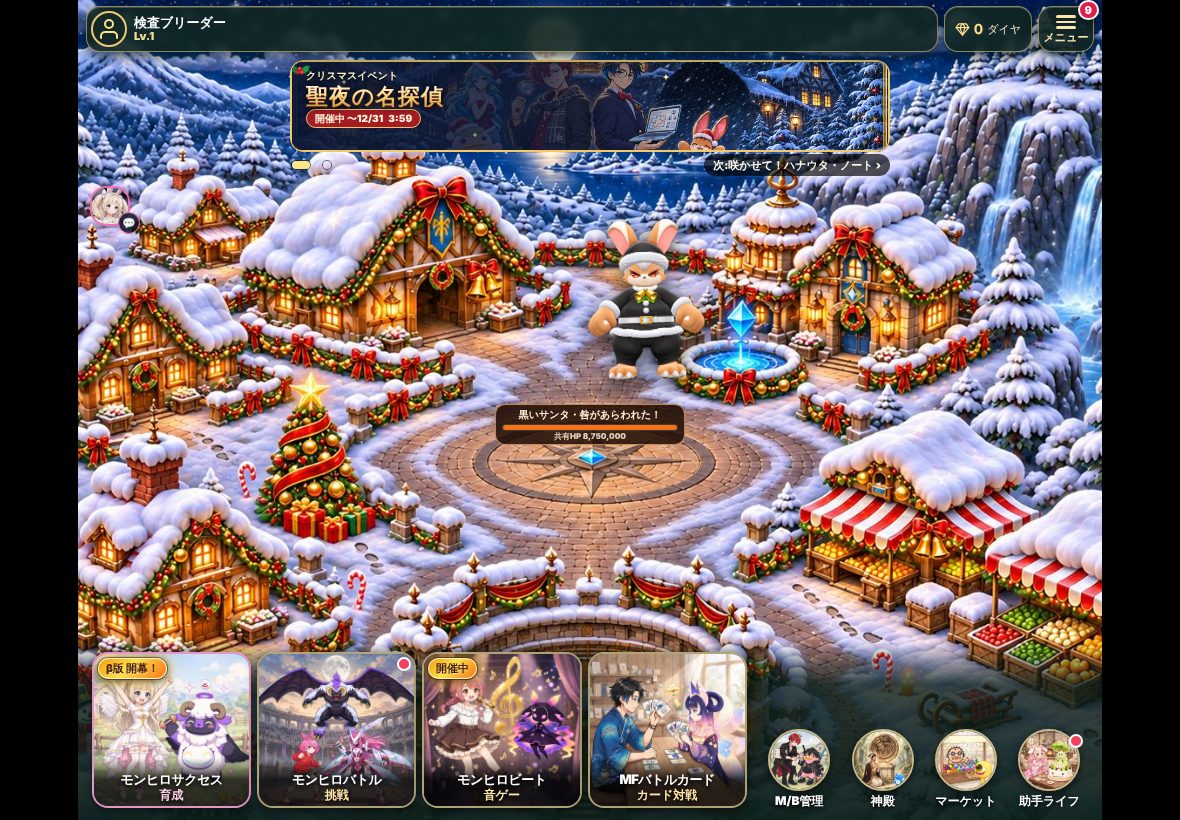 検査ブリーダー
Lv.1
0 ダイヤ
9
メニュー
クリスマスイベント
聖夜の名探偵
開催中 〜12/31 3:59
次:咲かせて！ハナウタ・ノート ›
黒いサンタ・咎があらわれた！
共有HP 8,750,000
β版 開幕！
モンヒロサクセス
育成
モンヒロバトル
挑戦
開催中
モンヒロビート
音ゲー
MFバトルカード
カード対戦
M/B管理
神殿
マーケット
助手ライフ